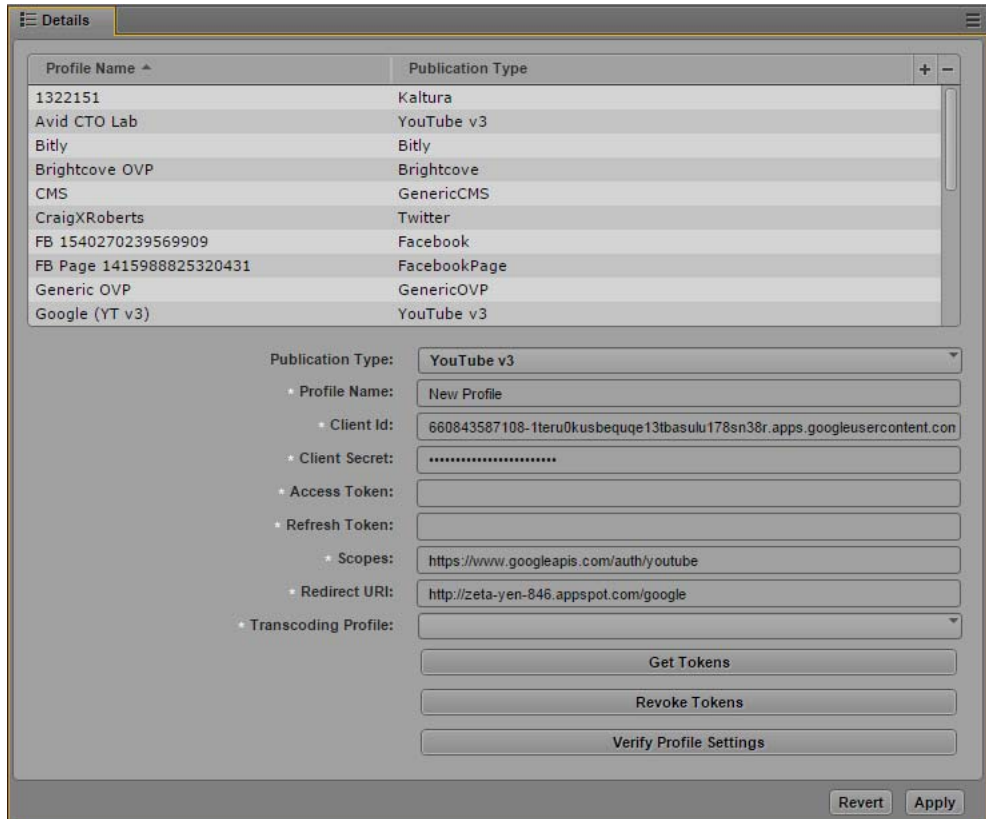 Details
Profile Name Publication Type + −
1322151 Kaltura
Avid CTO Lab YouTube v3
Bitly Bitly
Brightcove OVP Brightcove
CMS GenericCMS
CraigXRoberts Twitter
FB 1540270239569909 Facebook
FB Page 1415988825320431 FacebookPage
Generic OVP GenericOVP
Google (YT v3) YouTube v3
Publication Type: YouTube v3
* Profile Name: New Profile
* Client Id: 660843587108-1teru0kusbequqe13tbasulu178sn38r.apps.googleusercontent.com
* Client Secret: ••••••••••••••••••••••••
* Access Token:
* Refresh Token:
* Scopes: https://www.googleapis.com/auth/youtube
* Redirect URI: http://zeta-yen-846.appspot.com/google
* Transcoding Profile:
Get Tokens
Revoke Tokens
Verify Profile Settings
Revert Apply